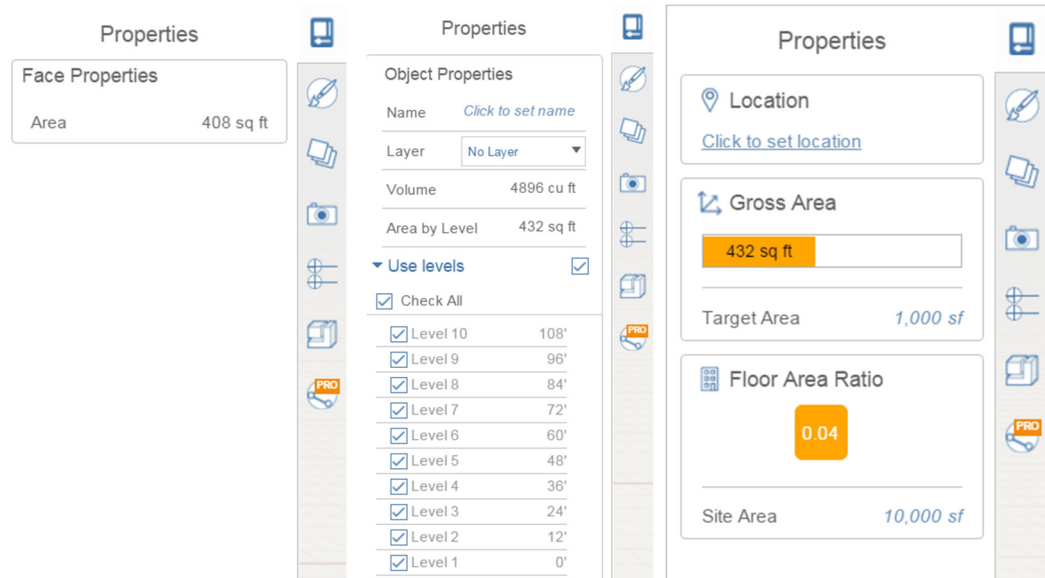 Properties
Face Properties
Area 408 sq ft
PRO
Properties
Object Properties
Name Click to set name
Layer No Layer
Volume 4896 cu ft
Area by Level 432 sq ft
Use levels
Check All
Level 10 108'
Level 9 96'
Level 8 84'
Level 7 72'
Level 6 60'
Level 5 48'
Level 4 36'
Level 3 24'
Level 2 12'
Level 1 0'
PRO
Properties
Location
Click to set location
Gross Area
432 sq ft
Target Area 1,000 sf
Floor Area Ratio
0.04
Site Area 10,000 sf
PRO